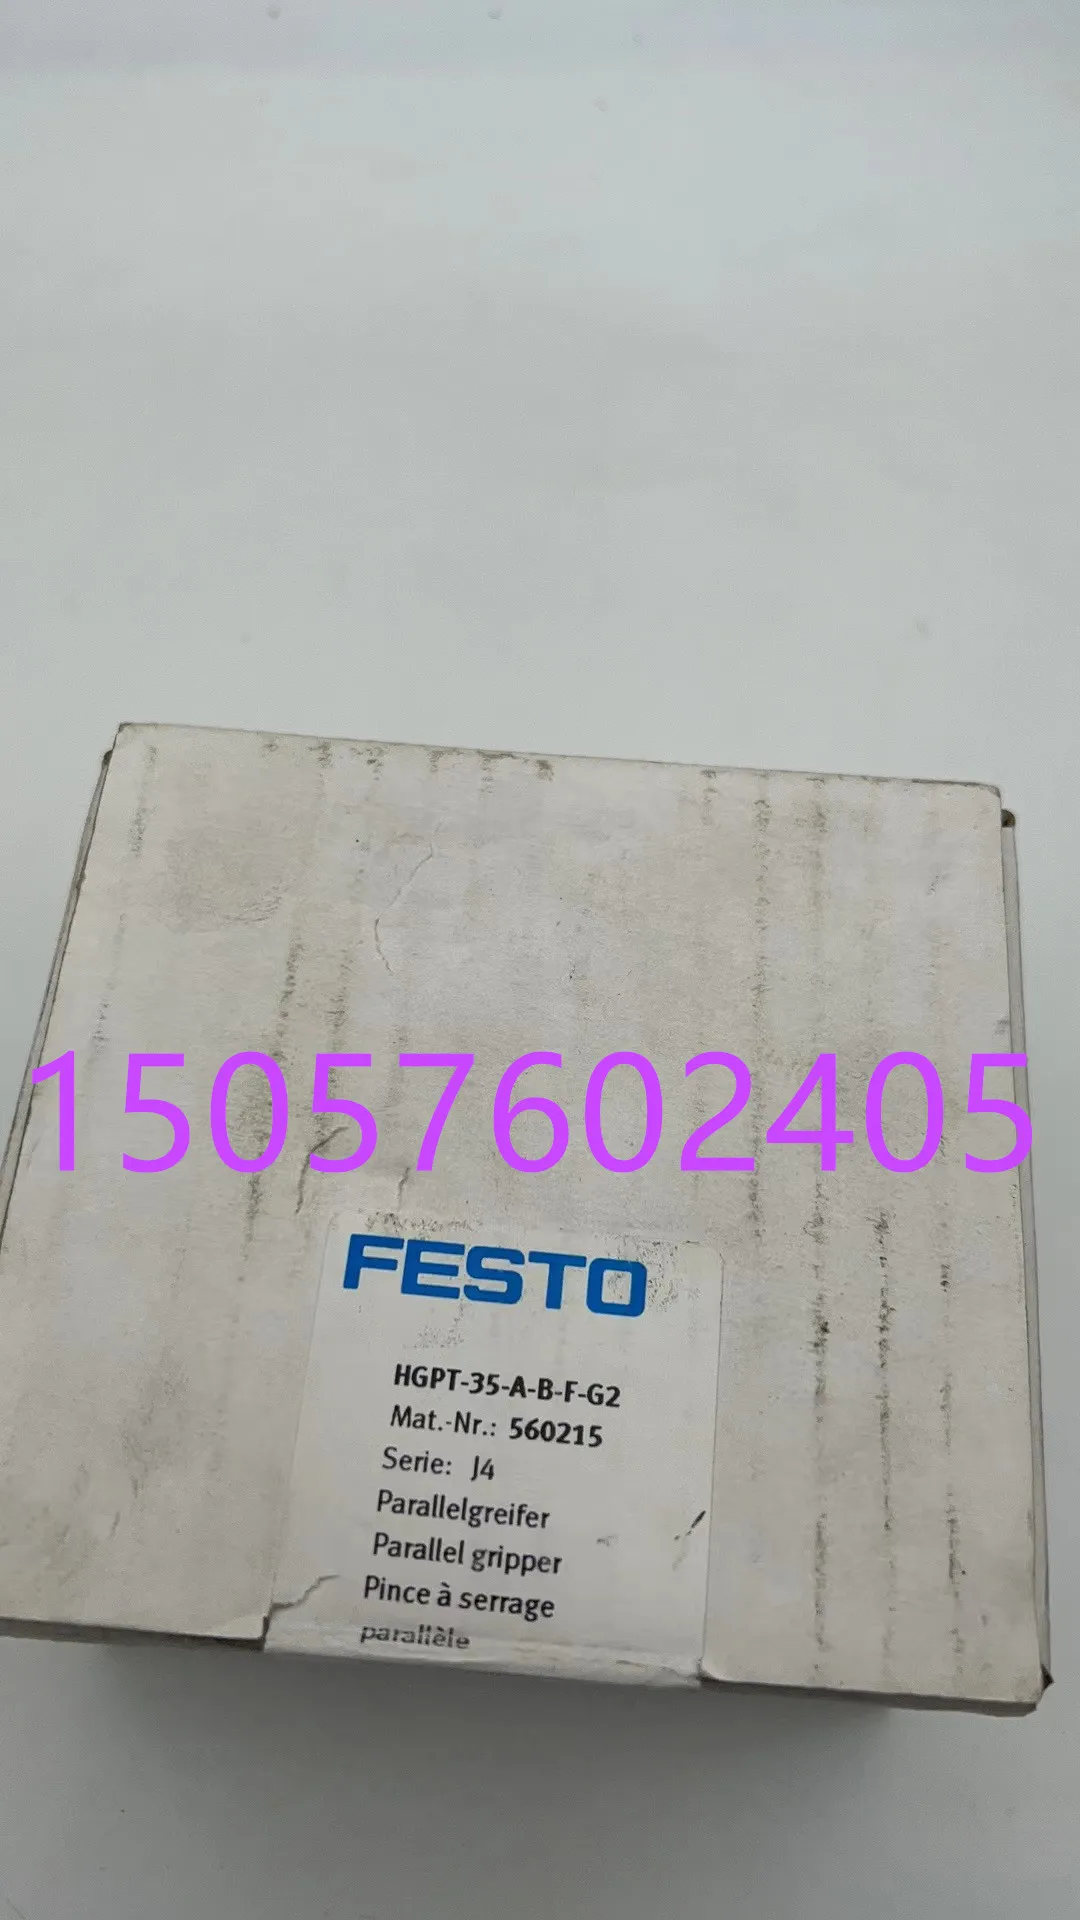 15057602405
FESTO
HGPT-35-A-B-F-G2
Mat.-Nr.: 560215
Serie: J4
Parallelgreifer
Parallel gripper
Pince à serrage
parallèle